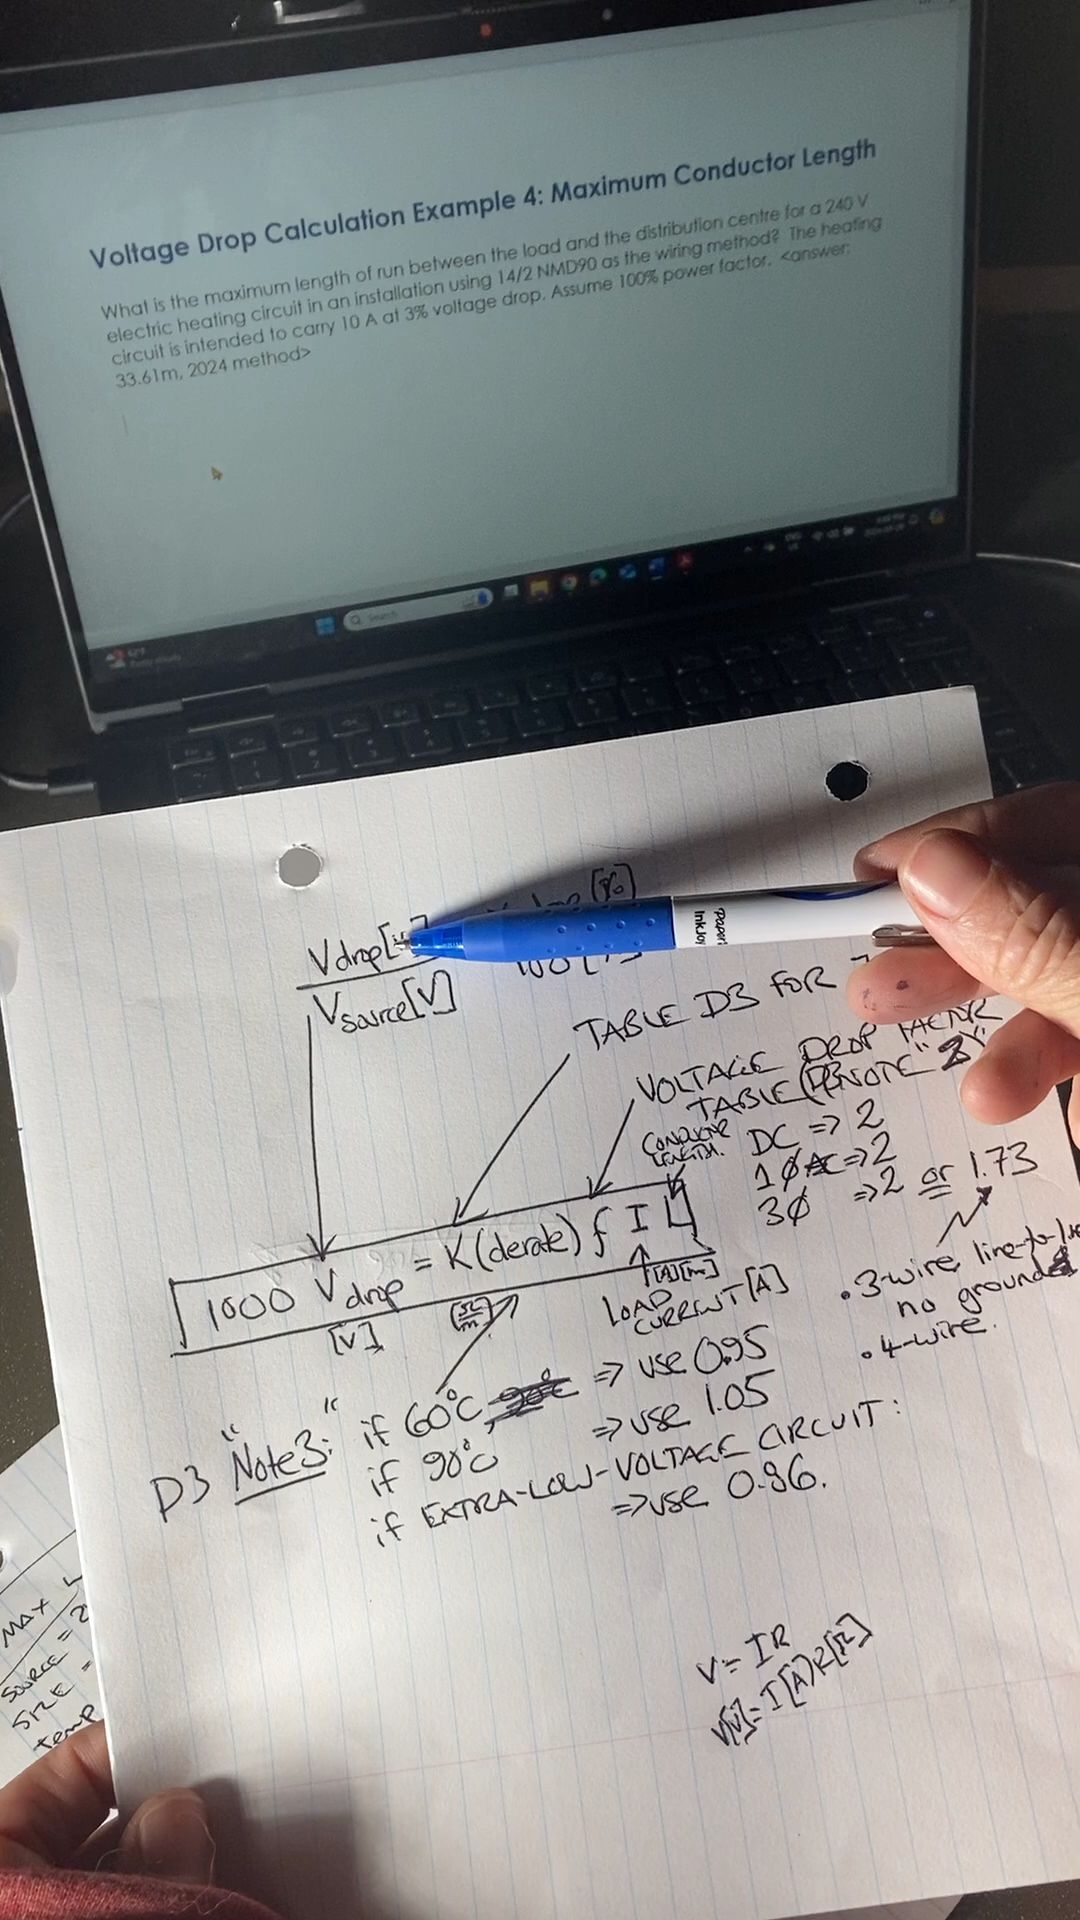 Voltage Drop Calculation Example 4: Maximum Conductor Length
What is the maximum length of run between the load and the distribution centre for a 240 V
electric heating circuit in an installation using 14/2 NMD90 as the wiring method? The heating
circuit is intended to carry 10 A at 3% voltage drop. Assume 100% power factor. <answer:
33.61m, 2024 method>
Search
Paper
InkJoy
[%]
Vdrop[
Vsource[V]
100[
TABLE D3 FOR
VOLTAGE DROP FACTOR
TABLE D3 NOTE "3"
CONDUCTOR
LENGTH.
DC => 2
1Ø AC => 2
3Ø => 2 or 1.73
1000 Vdrop = K(derate) f I L
[V]
[A][m]
LOAD
CURRENT[A]
. 3-wire, line-to-line
no ground
. 4-wire.
D3 "Note 3:" if 60°C, => use 0.95
if 90°C => use 1.05
if EXTRA-LOW-VOLTAGE CIRCUIT:
=> use 0.86.
V = IR
V[V] = I[A] R[Ω]
MAX L
SOURCE = 2
SIZE =
temp